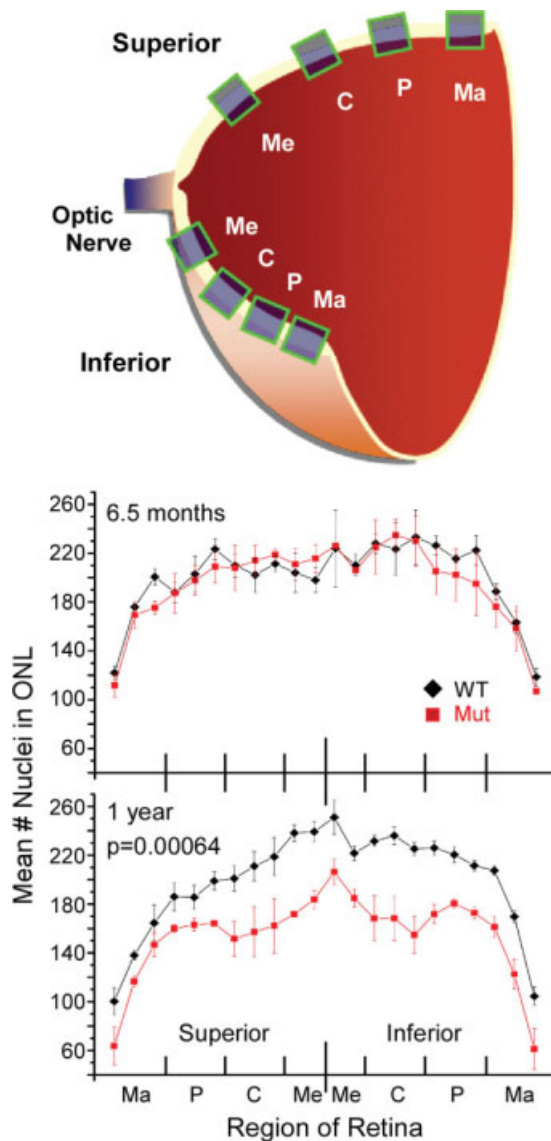 Superior
C
P
Ma
Me
Optic
Nerve
Me
C
P
Ma
Inferior
260
220
180
140
100
60
6.5 months
WT
Mut
Mean # Nuclei in ONL
260
220
180
140
100
60
1 year
p=0.00064
Superior
Inferior
Ma P C Me Me C P Ma
Region of Retina